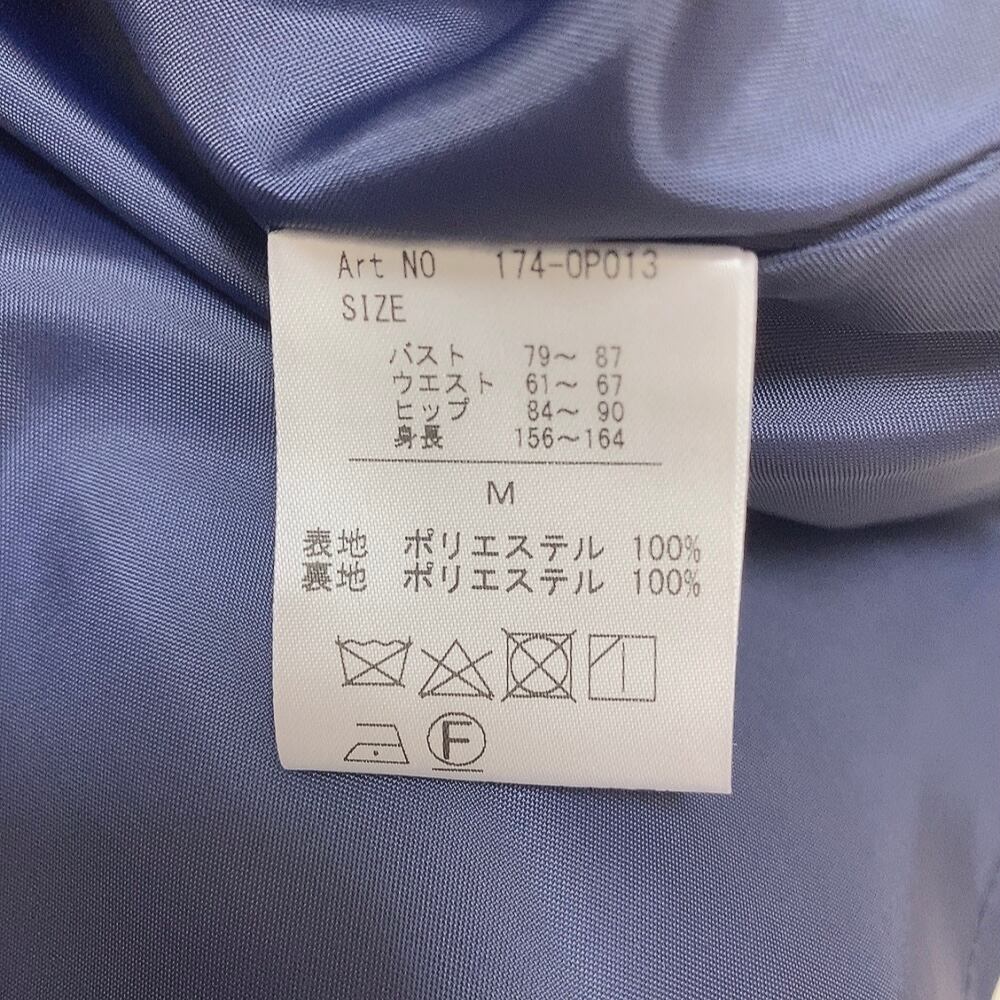 Art NO 174-0P013
SIZE
バスト 79～ 87
ウエスト 61～ 67
ヒップ 84～ 90
身長 156～164
M
表地 ポリエステル 100%
裏地 ポリエステル 100%
F